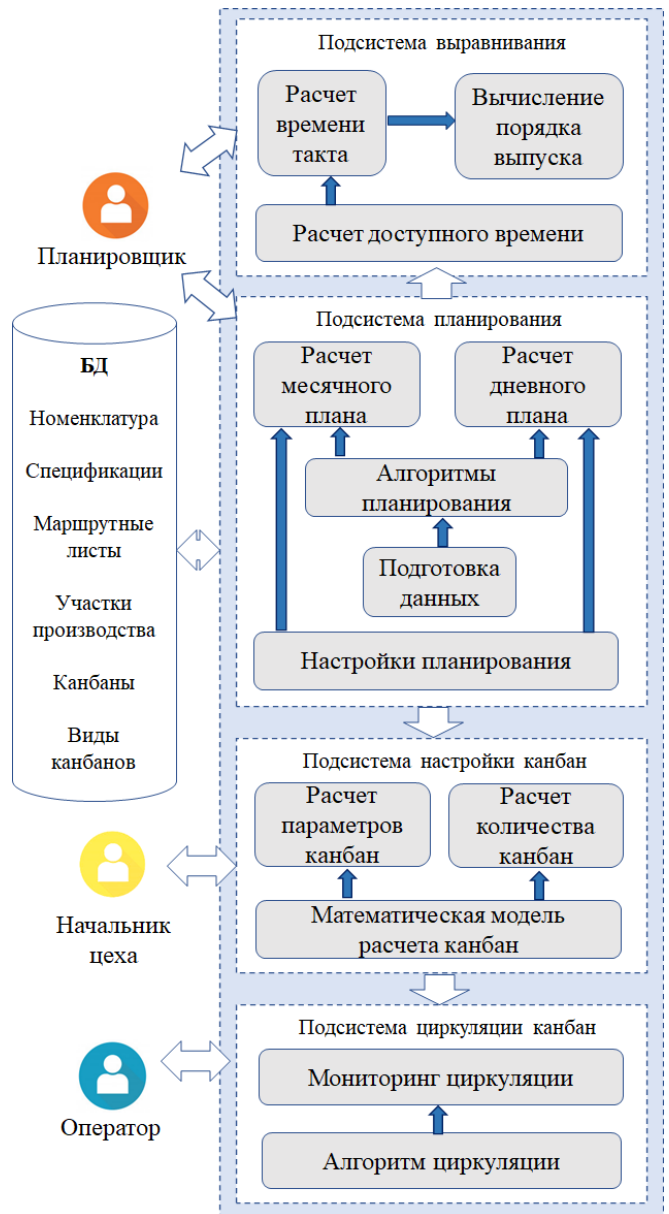 Подсистема выравнивания
Расчет
времени
такта
Вычисление
порядка
выпуска
Расчет доступного времени
Планировщик
Подсистема планирования
Расчет
месячного
плана
Расчет
дневного
плана
Алгоритмы
планирования
Подготовка
данных
Настройки планирования
БД
Номенклатура
Спецификации
Маршрутные
листы
Участки
производства
Канбаны
Виды
канбанов
Подсистема настройки канбан
Расчет
параметров
канбан
Расчет
количества
канбан
Математическая модель
расчета канбан
Начальник
цеха
Подсистема циркуляции канбан
Мониторинг циркуляции
Алгоритм циркуляции
Оператор